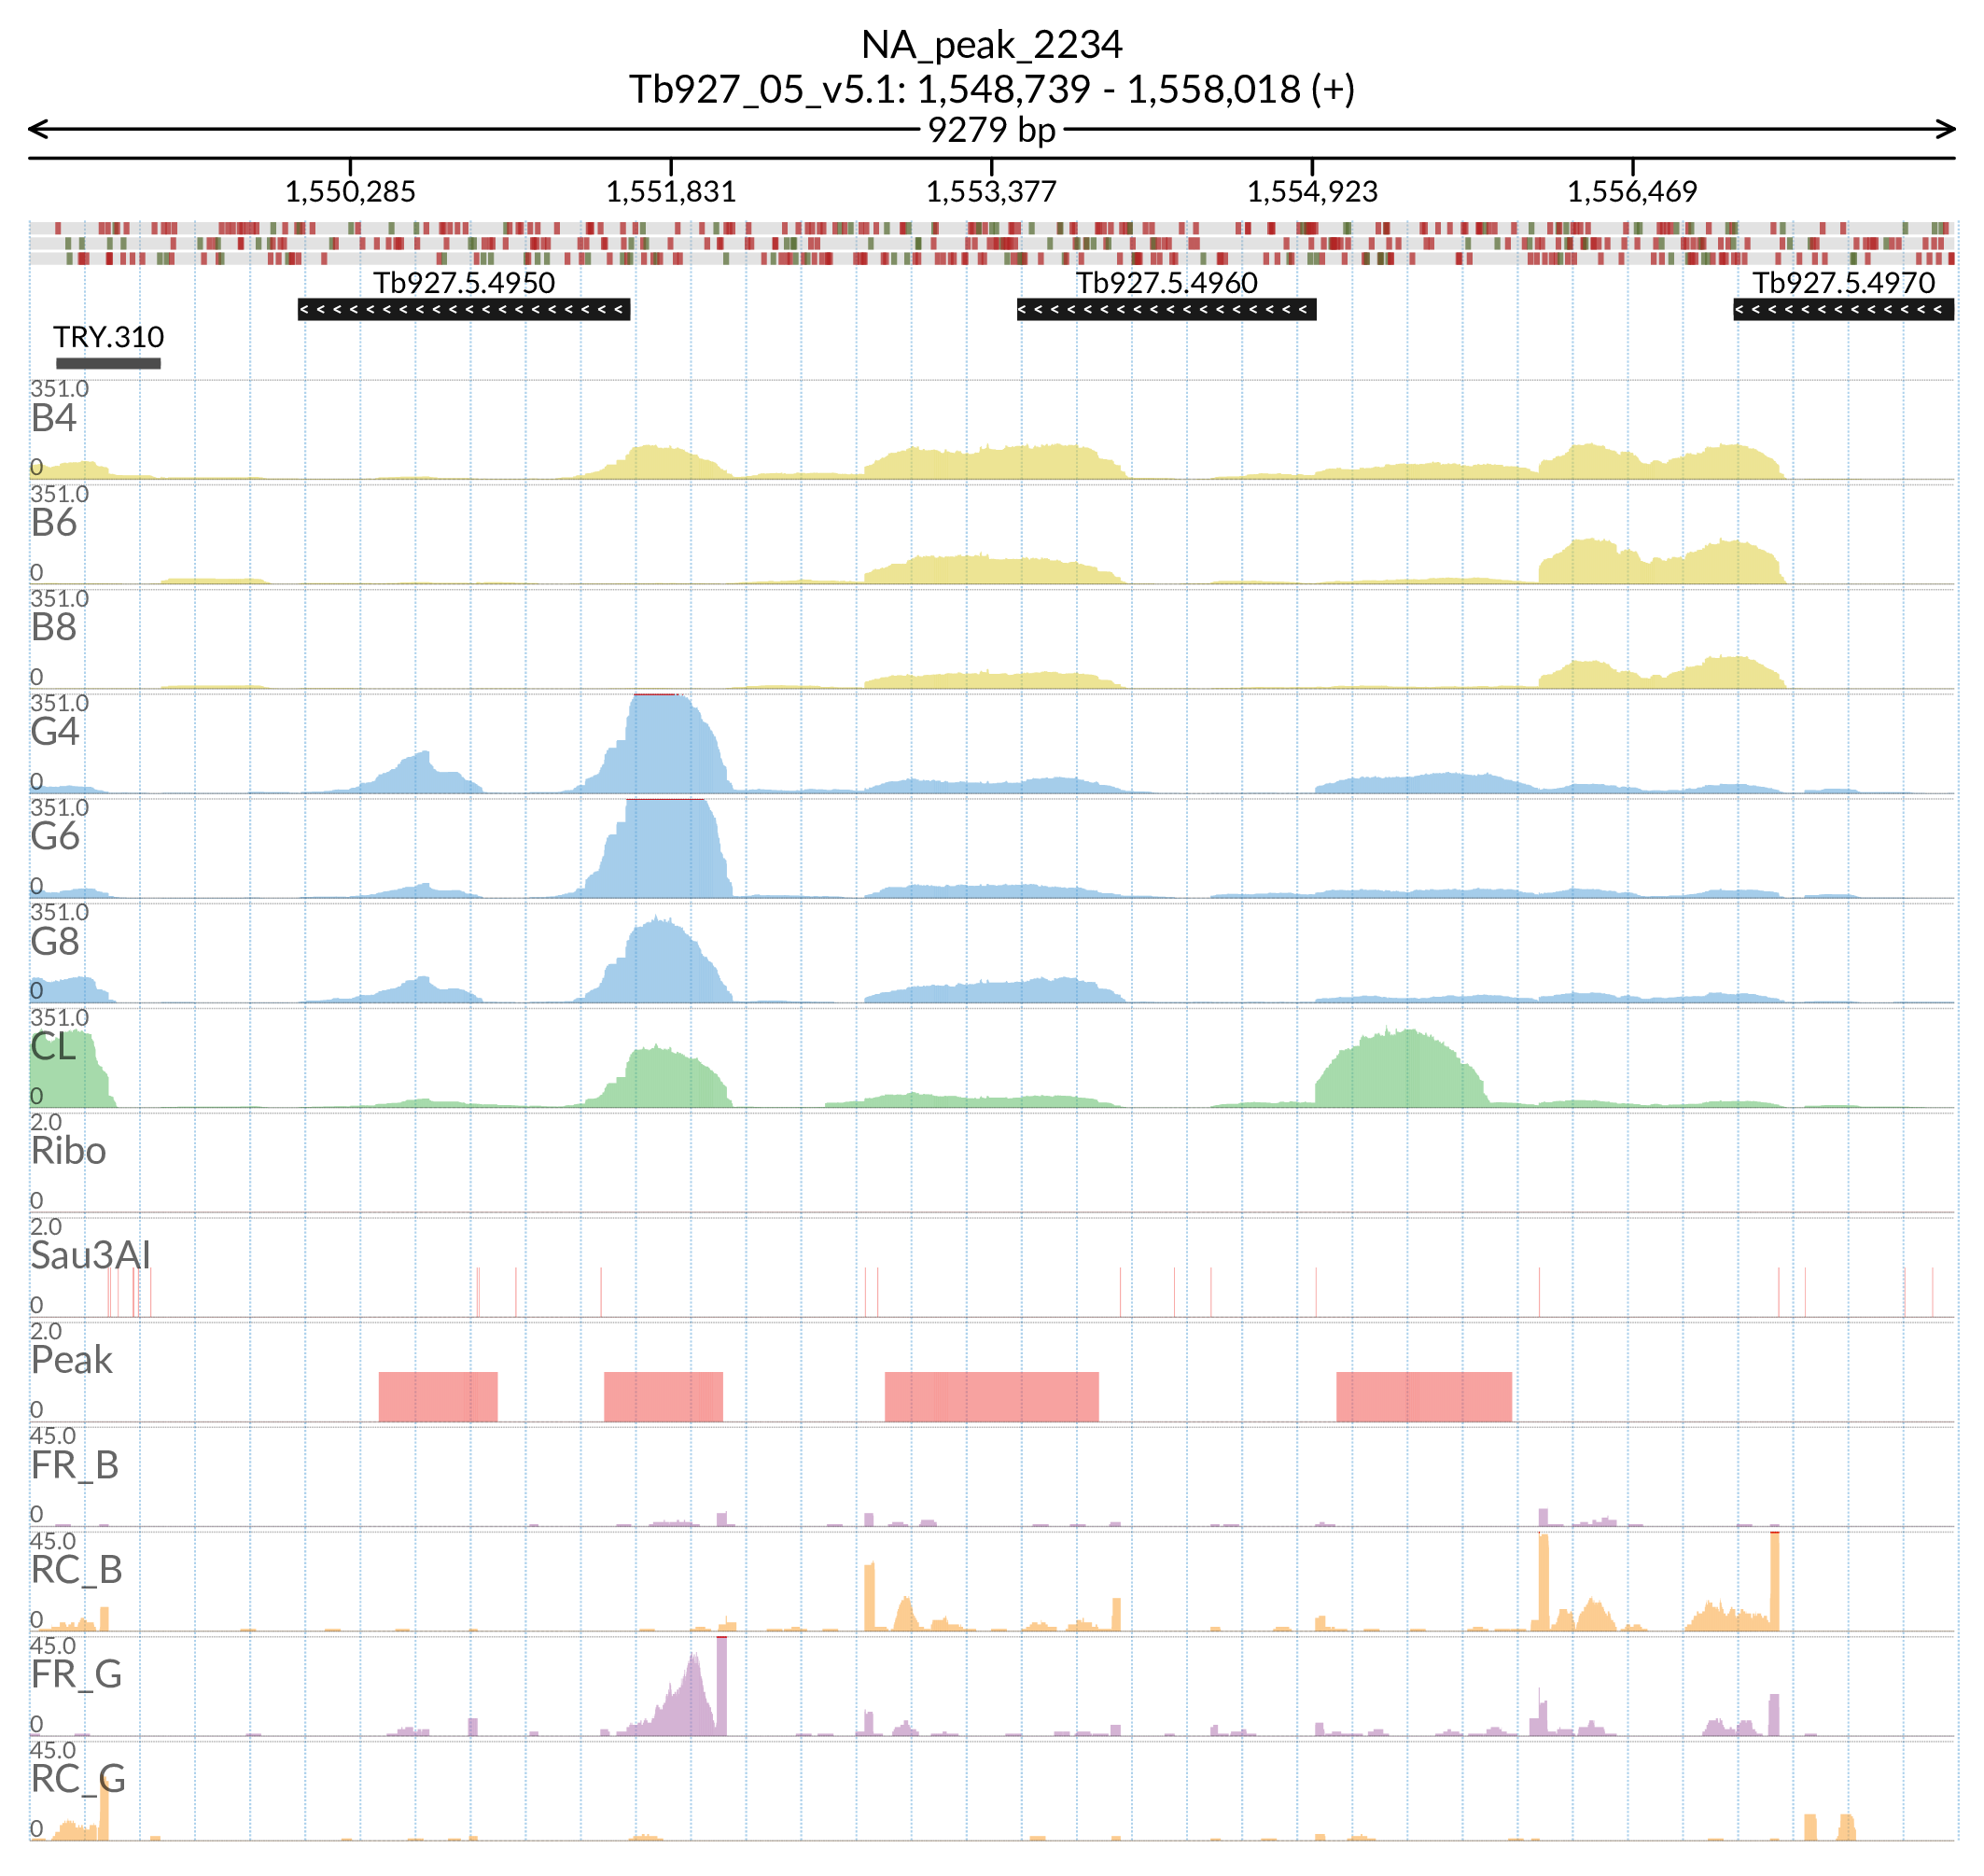 NA_peak_2234
Tb927_05_v5.1: 1,548,739 - 1,558,018 (+)
9279 bp
1,550,285 1,551,831 1,553,377 1,554,923 1,556,469
Tb927.5.4950 Tb927.5.4960 Tb927.5.4970
TRY.310
351.0
B4
0
351.0
B6
0
351.0
B8
0
351.0
G4
0
351.0
G6
0
351.0
G8
0
351.0
CL
0
2.0
Ribo
0
2.0
Sau3AI
0
2.0
Peak
0
45.0
FR_B
0
45.0
RC_B
0
45.0
FR_G
0
45.0
RC_G
0